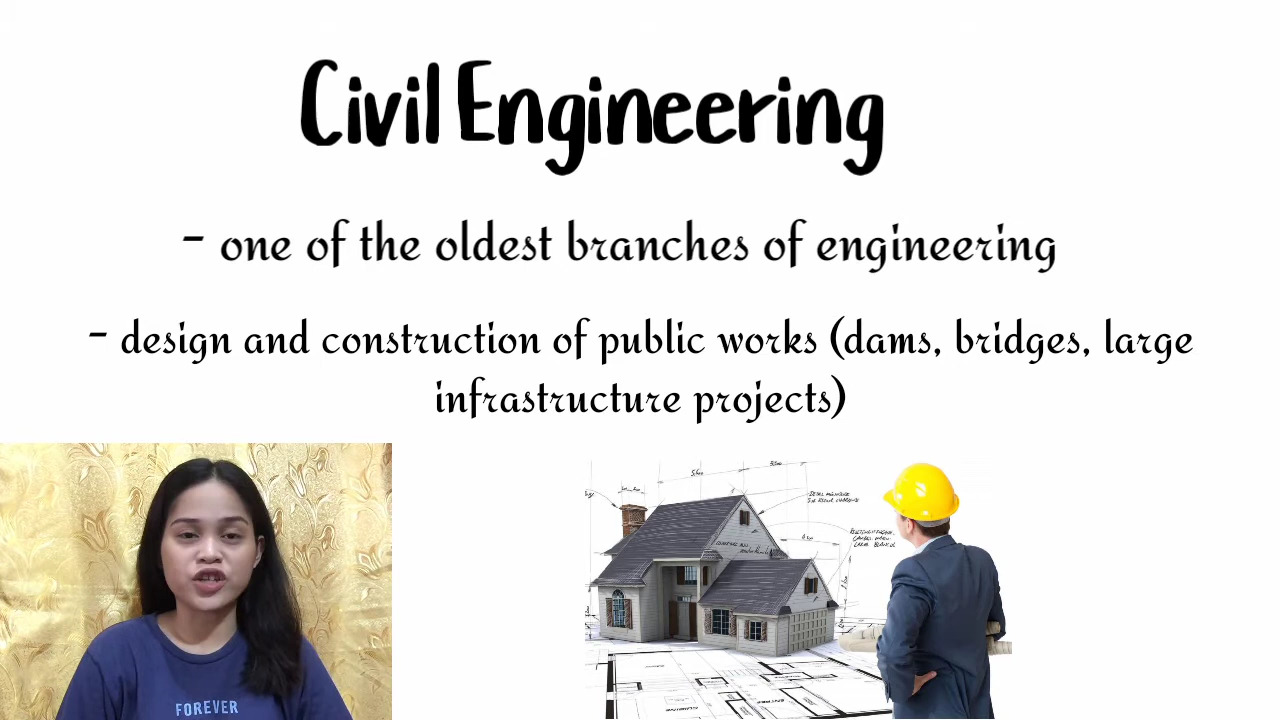 Civil Engineering
- one of the oldest branches of engineering
- design and construction of public works (dams, bridges, large
infrastructure projects)
FOREVER